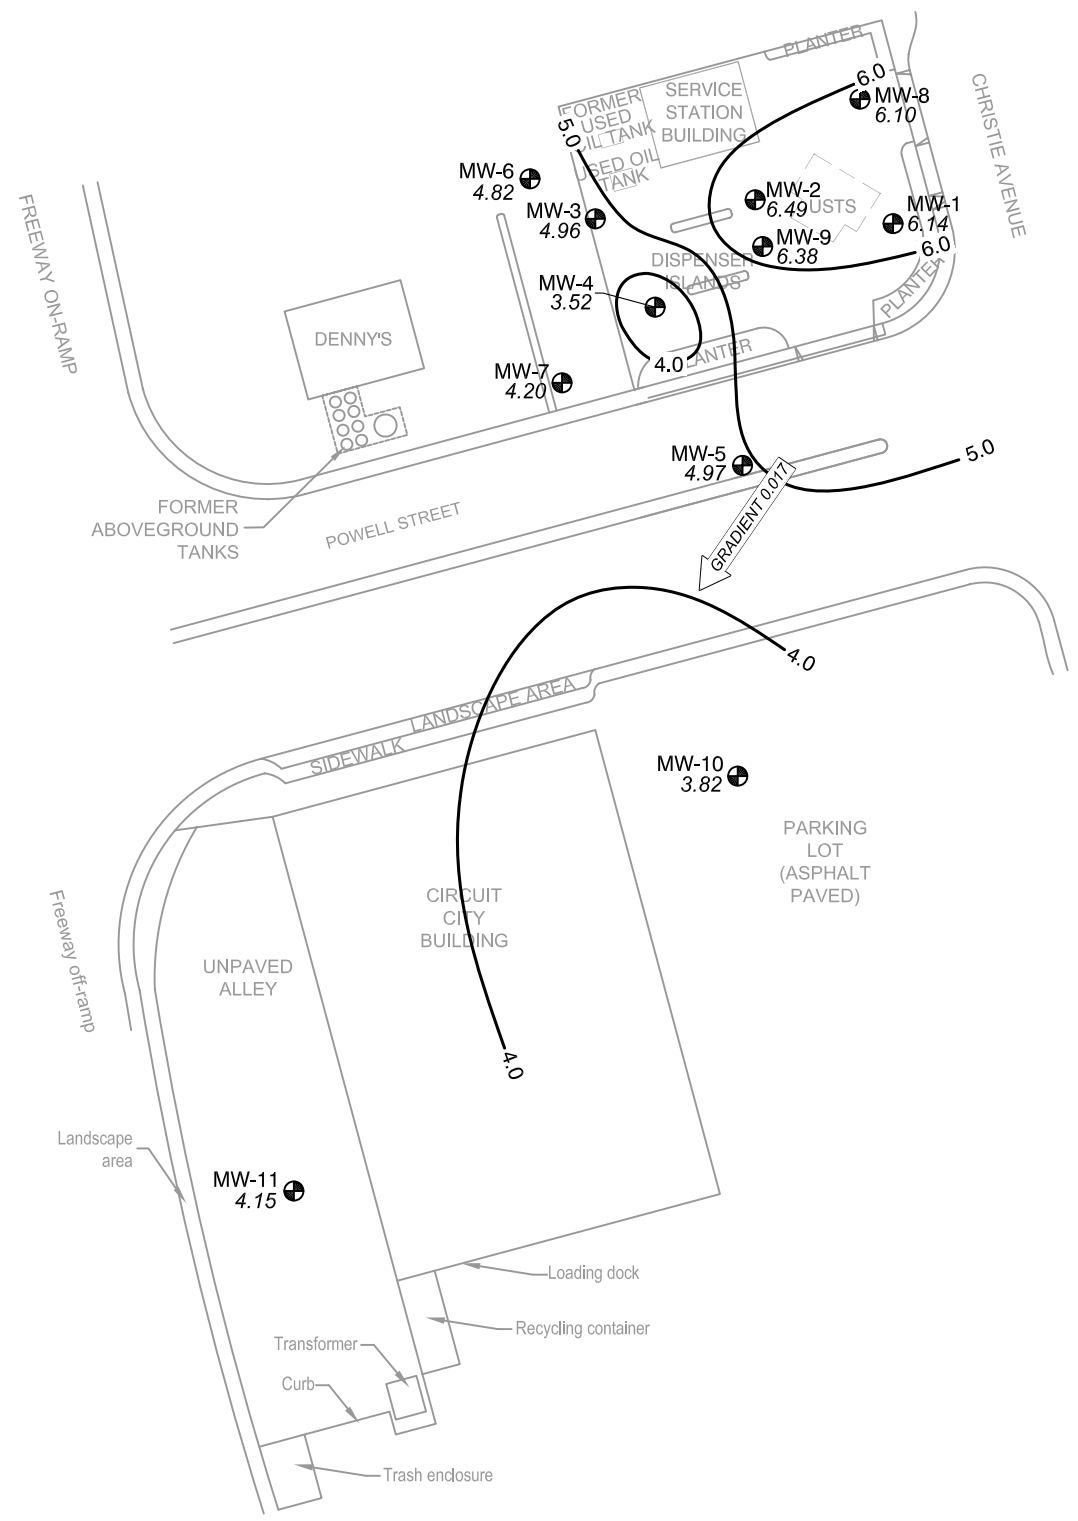 PLANTER
6.0
MW-8
6.10
CHRISTIE AVENUE
SERVICE
STATION
BUILDING
FORMER
USED
OIL TANK
5.0
USED OIL
TANK
MW-6
4.82
MW-3
4.96
MW-2
6.49
USTS
MW-1
6.14
MW-9
6.38
6.0
FREEWAY ON-RAMP
DISPENSER
ISLANDS
MW-4
3.52
PLANTER
DENNY'S
PLANTER
4.0
MW-7
4.20
MW-5
4.97
5.0
GRADIENT 0.017
FORMER
ABOVEGROUND
TANKS
POWELL STREET
4.0
LANDSCAPE AREA
SIDEWALK
MW-10
3.82
PARKING
LOT
(ASPHALT
PAVED)
CIRCUIT
CITY
BUILDING
Freeway off-ramp
UNPAVED
ALLEY
4.0
Landscape
area
MW-11
4.15
Loading dock
Recycling container
Transformer
Curb
Trash enclosure